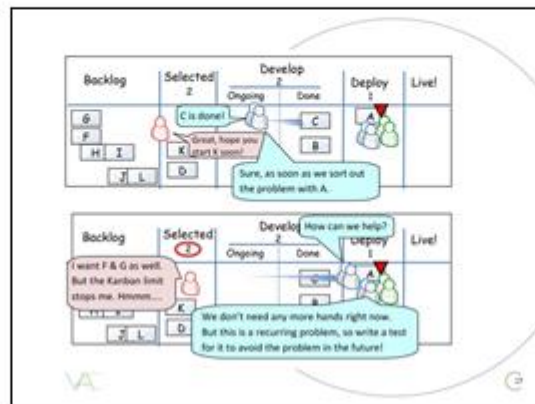 Backlog
Selected
2
Develop
2
Ongoing
Done
Deploy
1
Live!
G
F
H I
J L
C is done!
Great, hope you
start K soon!
K
D
C
B
A
Sure, as soon as we sort out
the problem with A.
Backlog
Selected
2
2
Ongoing
Done
Deploy
1
Live!
How can we help?
I want F & G as well.
But the Kanban limit
stops me. Hmmm....
J L
K
D
A
We don't need any more hands right now.
But this is a recurring problem, so write a test
for it to avoid the problem in the future!